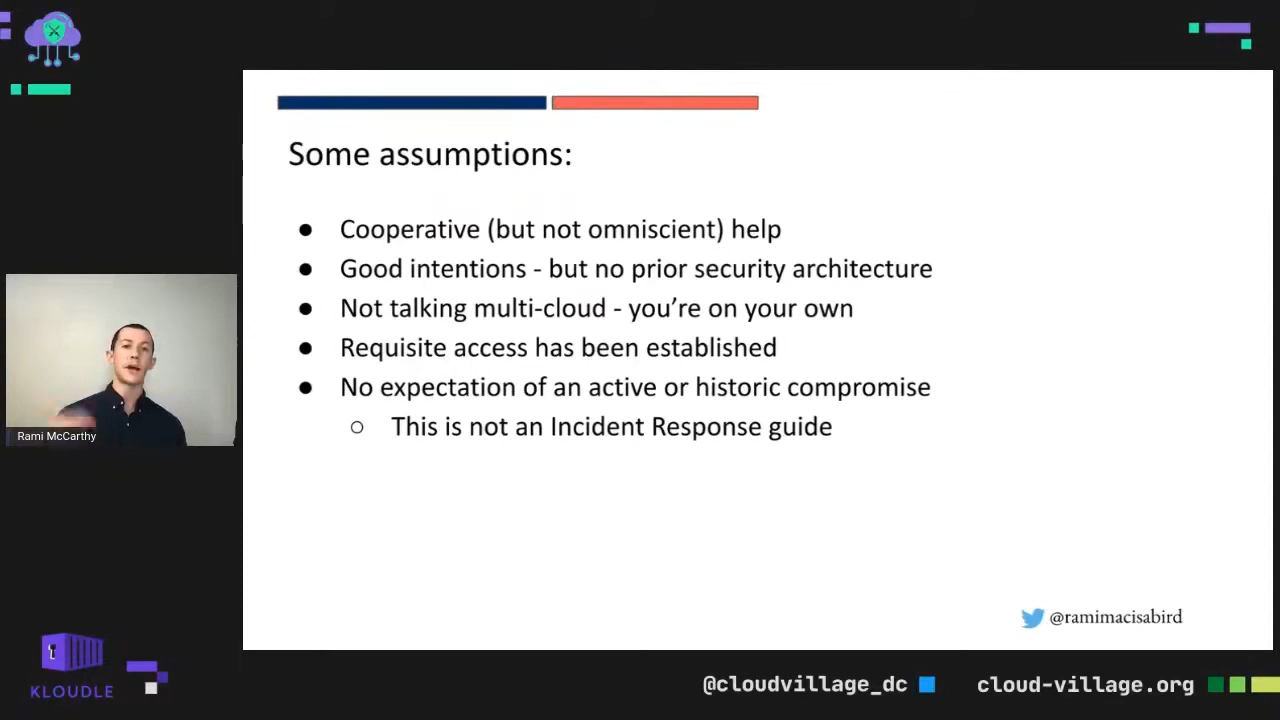 Some assumptions:
● Cooperative (but not omniscient) help
● Good intentions - but no prior security architecture
● Not talking multi-cloud - you’re on your own
● Requisite access has been established
● No expectation of an active or historic compromise
○ This is not an Incident Response guide
Rami McCarthy
@ramimacisabird
KLOUDLE
@cloudvillage_dc
cloud-village.org